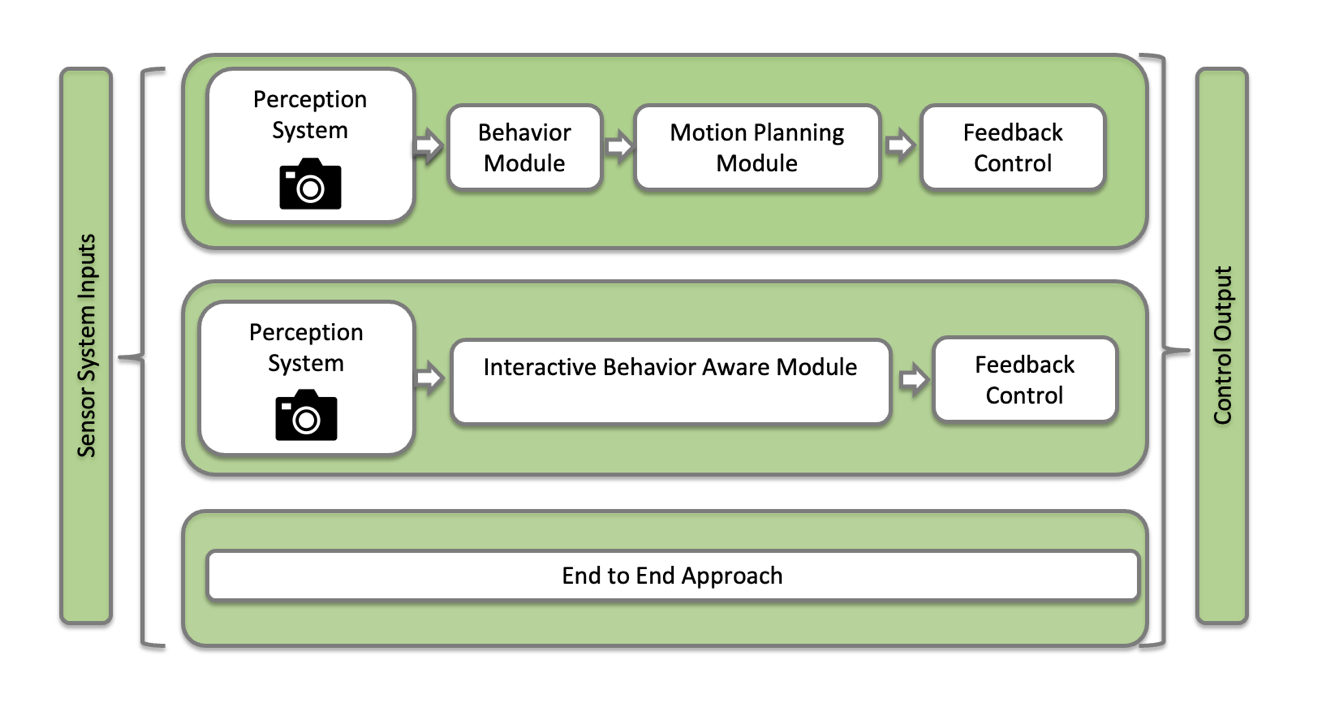 Sensor System Inputs
Perception
System
Behavior
Module
Motion Planning
Module
Feedback
Control
Perception
System
Interactive Behavior Aware Module
Feedback
Control
End to End Approach
Control Output